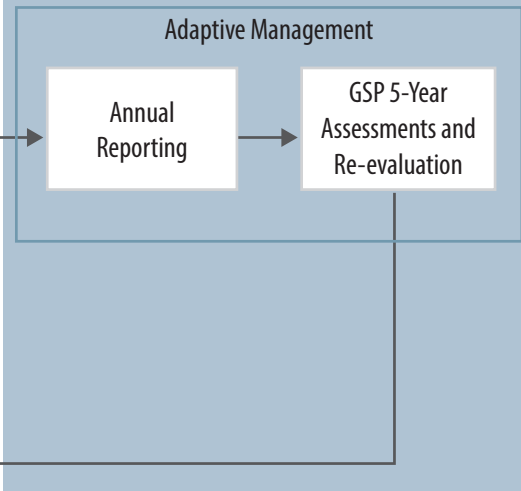 Adaptive Management
Annual
Reporting
GSP 5-Year
Assessments and
Re-evaluation